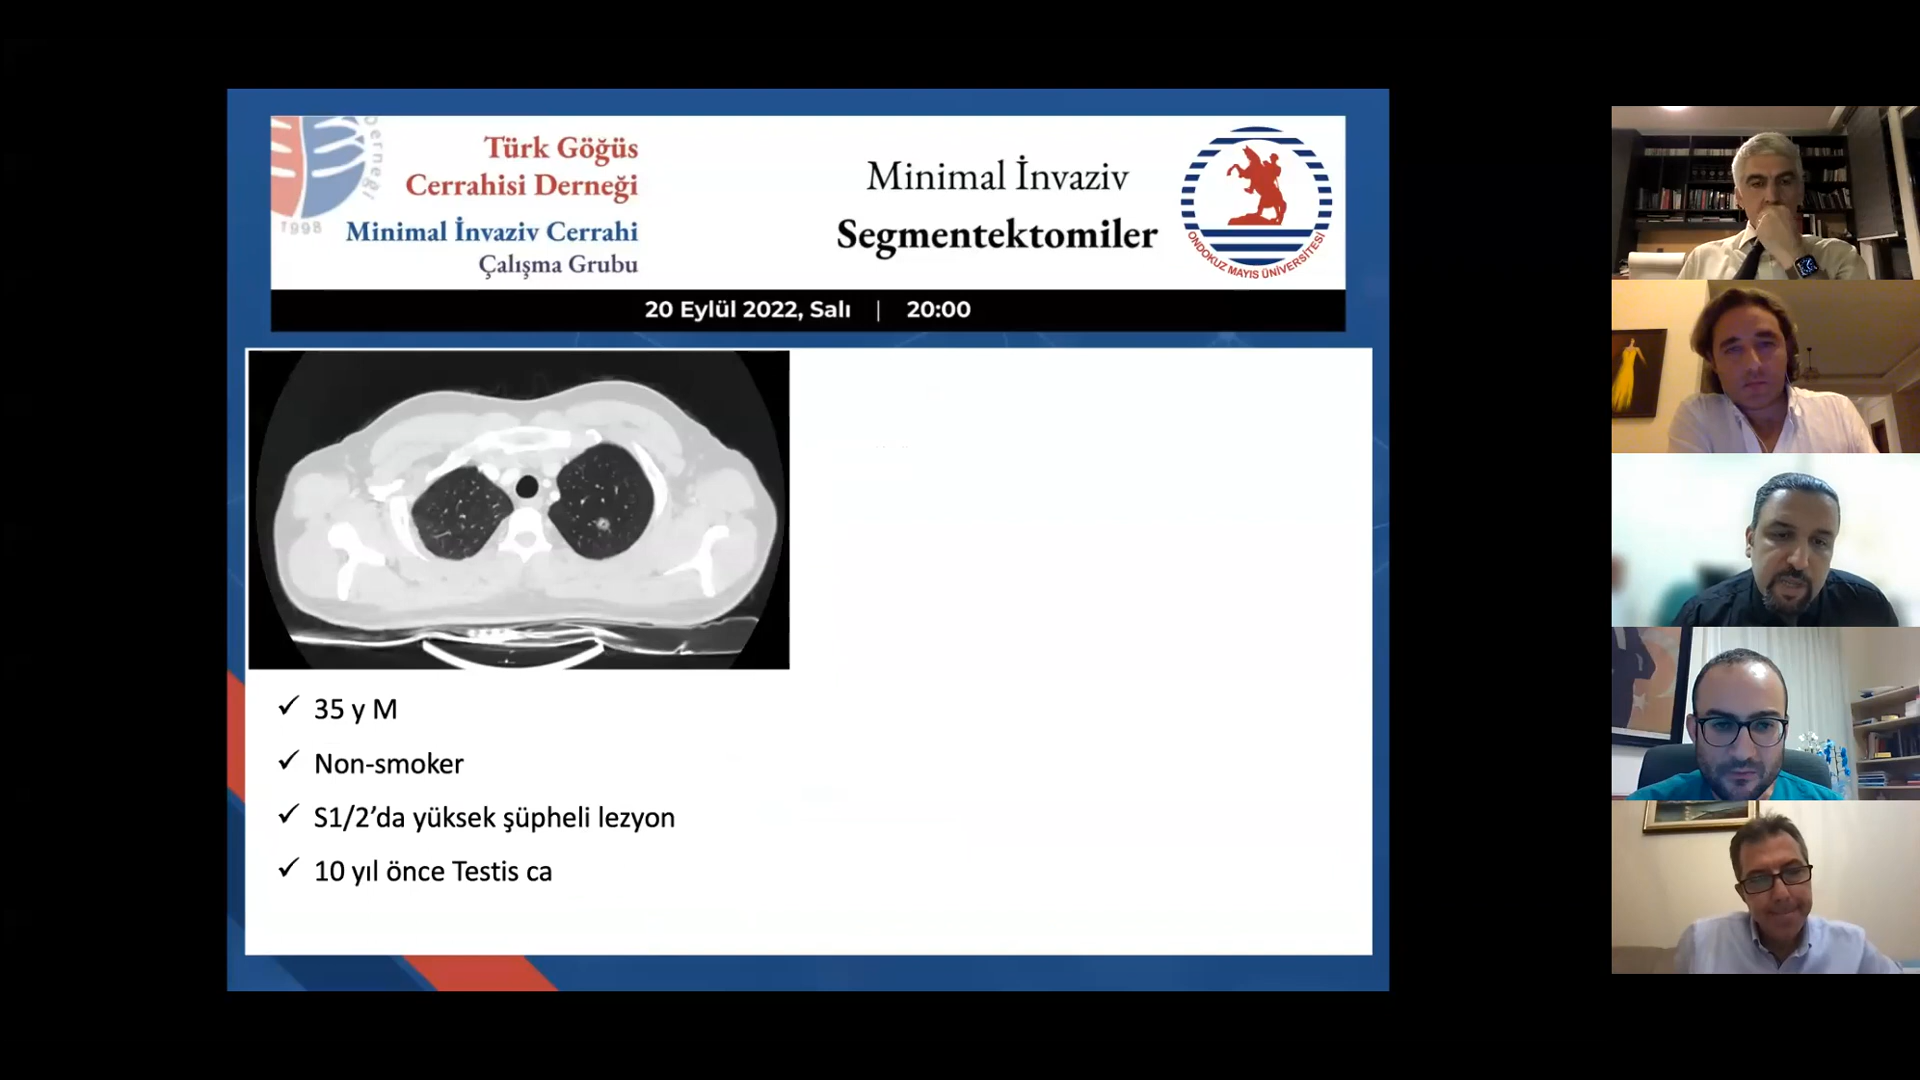 Derneği
1998
Türk Göğüs
Cerrahisi Derneği
Minimal İnvaziv Cerrahi
Çalışma Grubu
Minimal İnvaziv
Segmentektomiler
ONDOKUZ MAYIS ÜNİVERSİTESİ
20 Eylül 2022, Salı | 20:00
✓ 35 y M
✓ Non-smoker
✓ S1/2’da yüksek şüpheli lezyon
✓ 10 yıl önce Testis ca